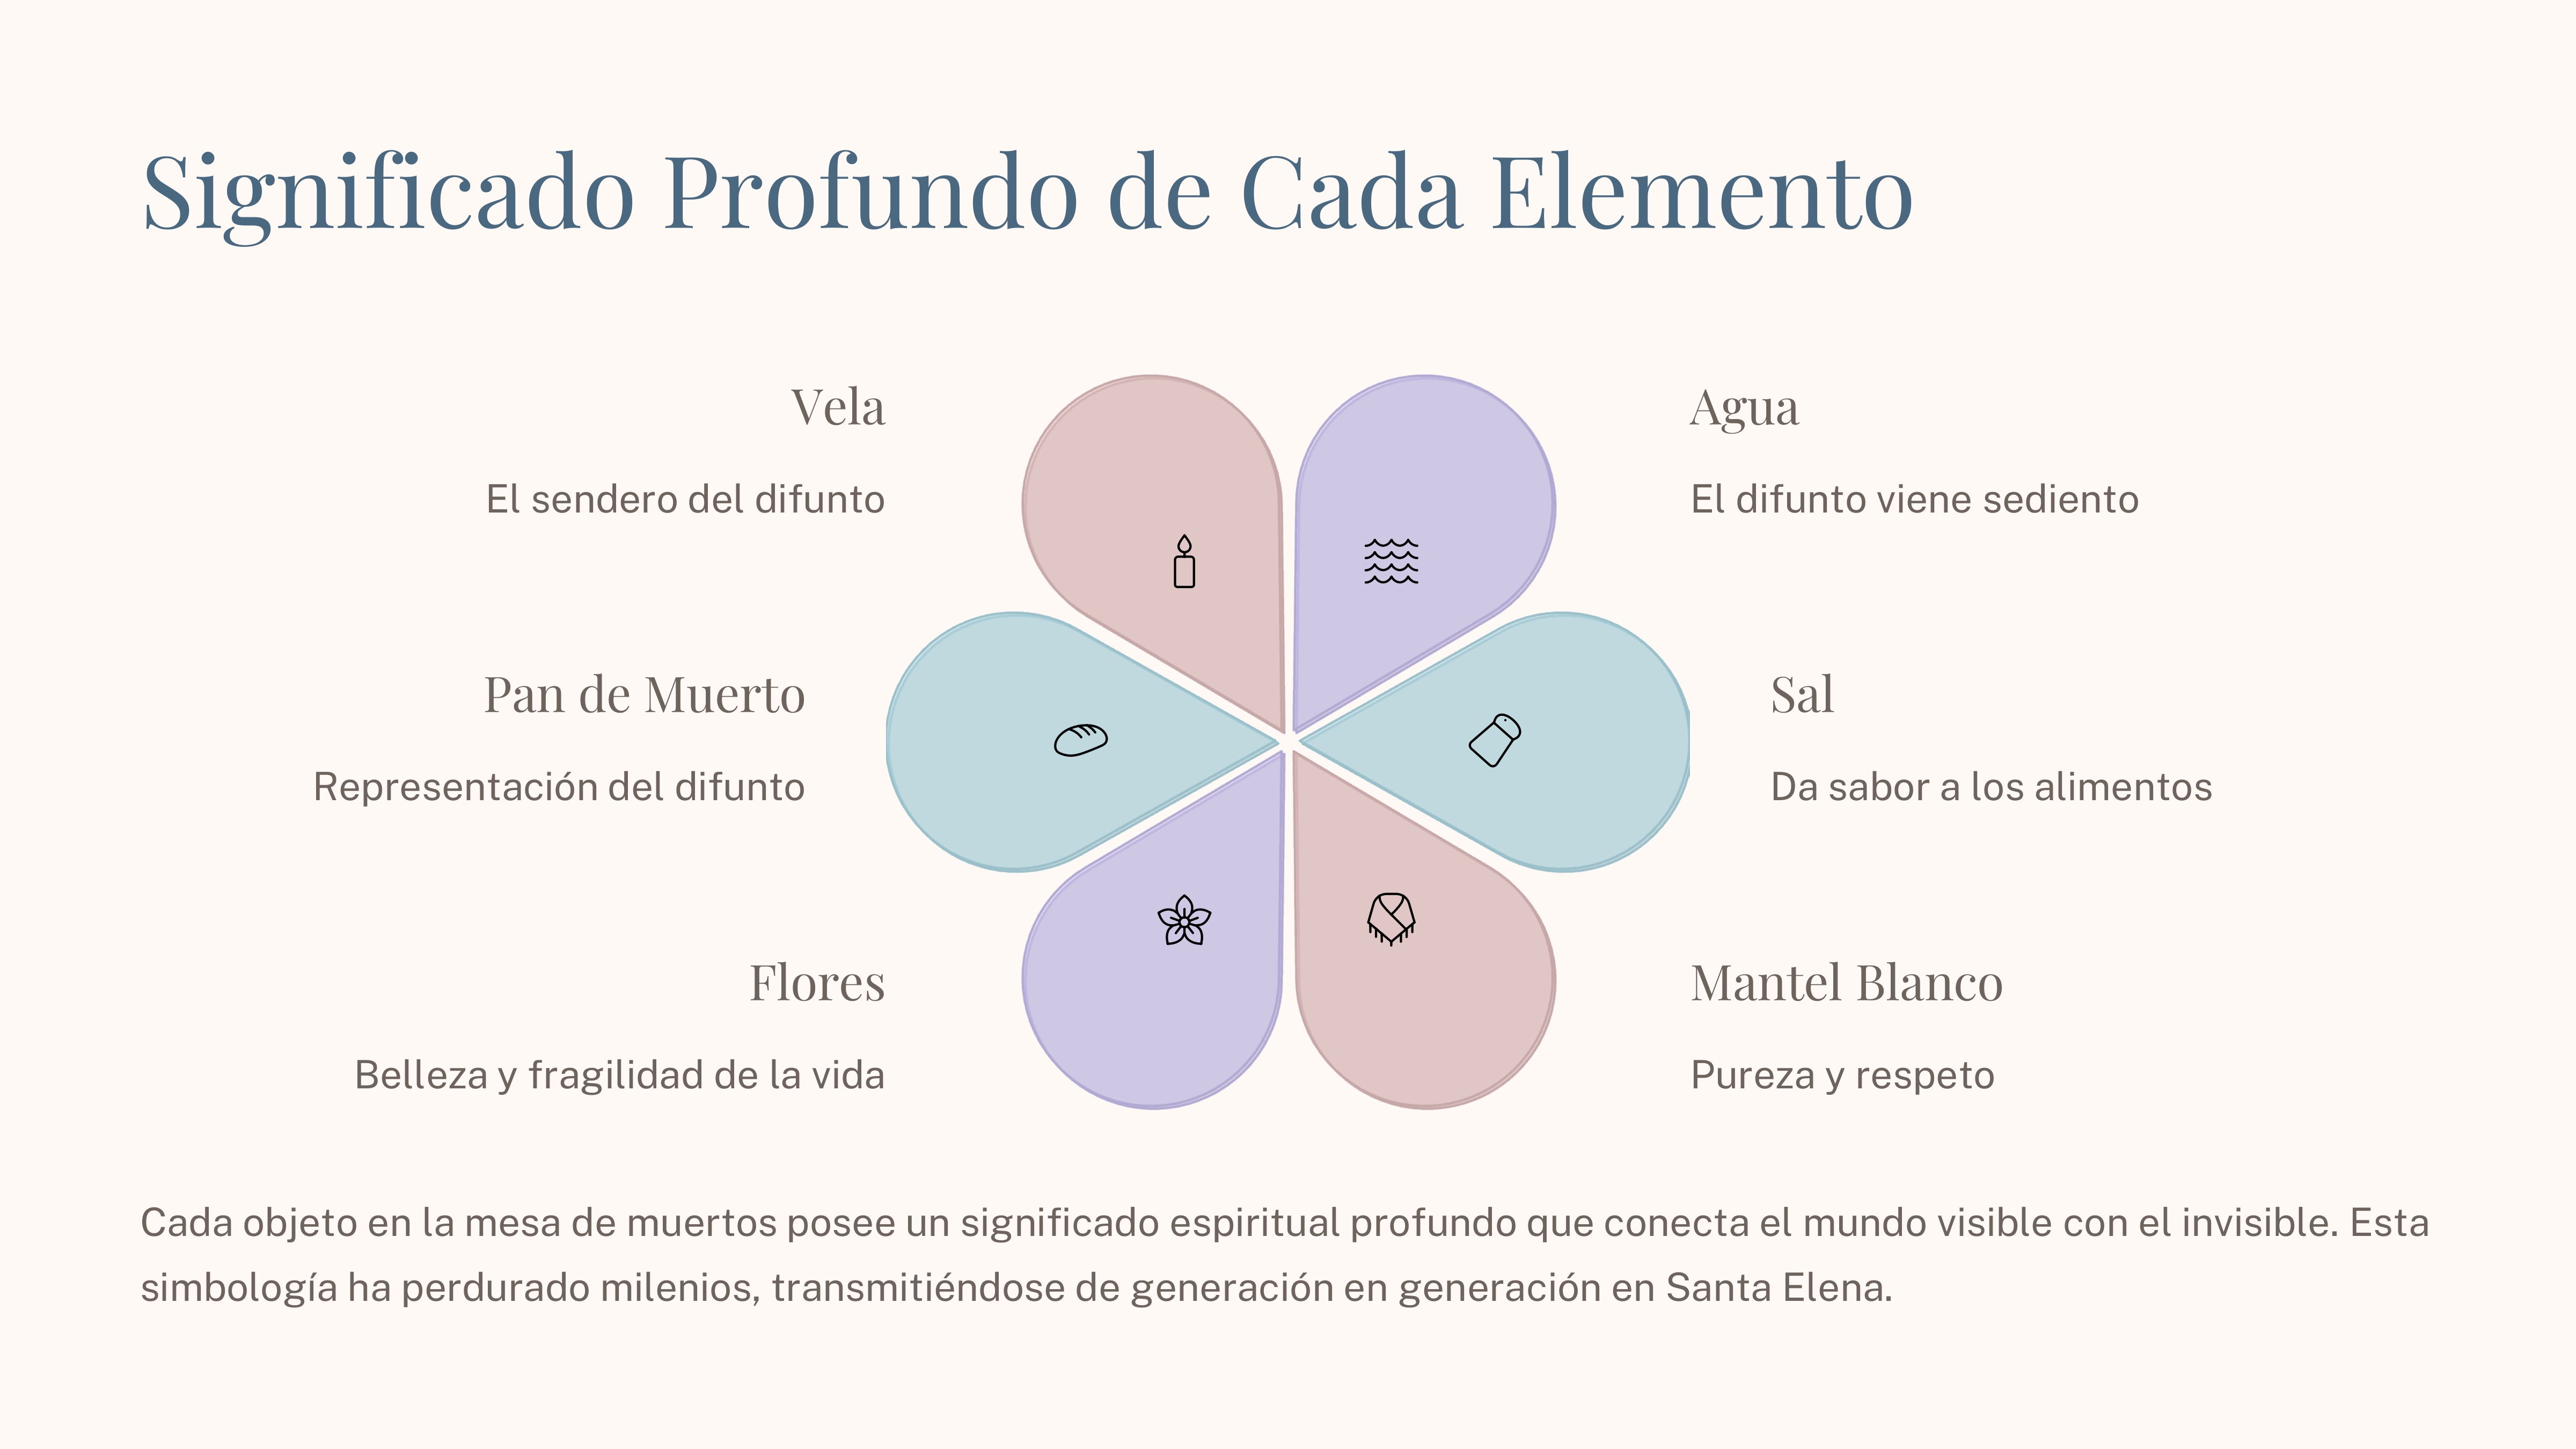 Significado Profundo de Cada Elemento
Vela
El sendero del difunto
Agua
El difunto viene sediento
Pan de Muerto
Representación del difunto
Sal
Da sabor a los alimentos
Flores
Belleza y fragilidad de la vida
Mantel Blanco
Pureza y respeto
Cada objeto en la mesa de muertos posee un significado espiritual profundo que conecta el mundo visible con el invisible. Esta
simbología ha perdurado milenios, transmitiéndose de generación en generación en Santa Elena.